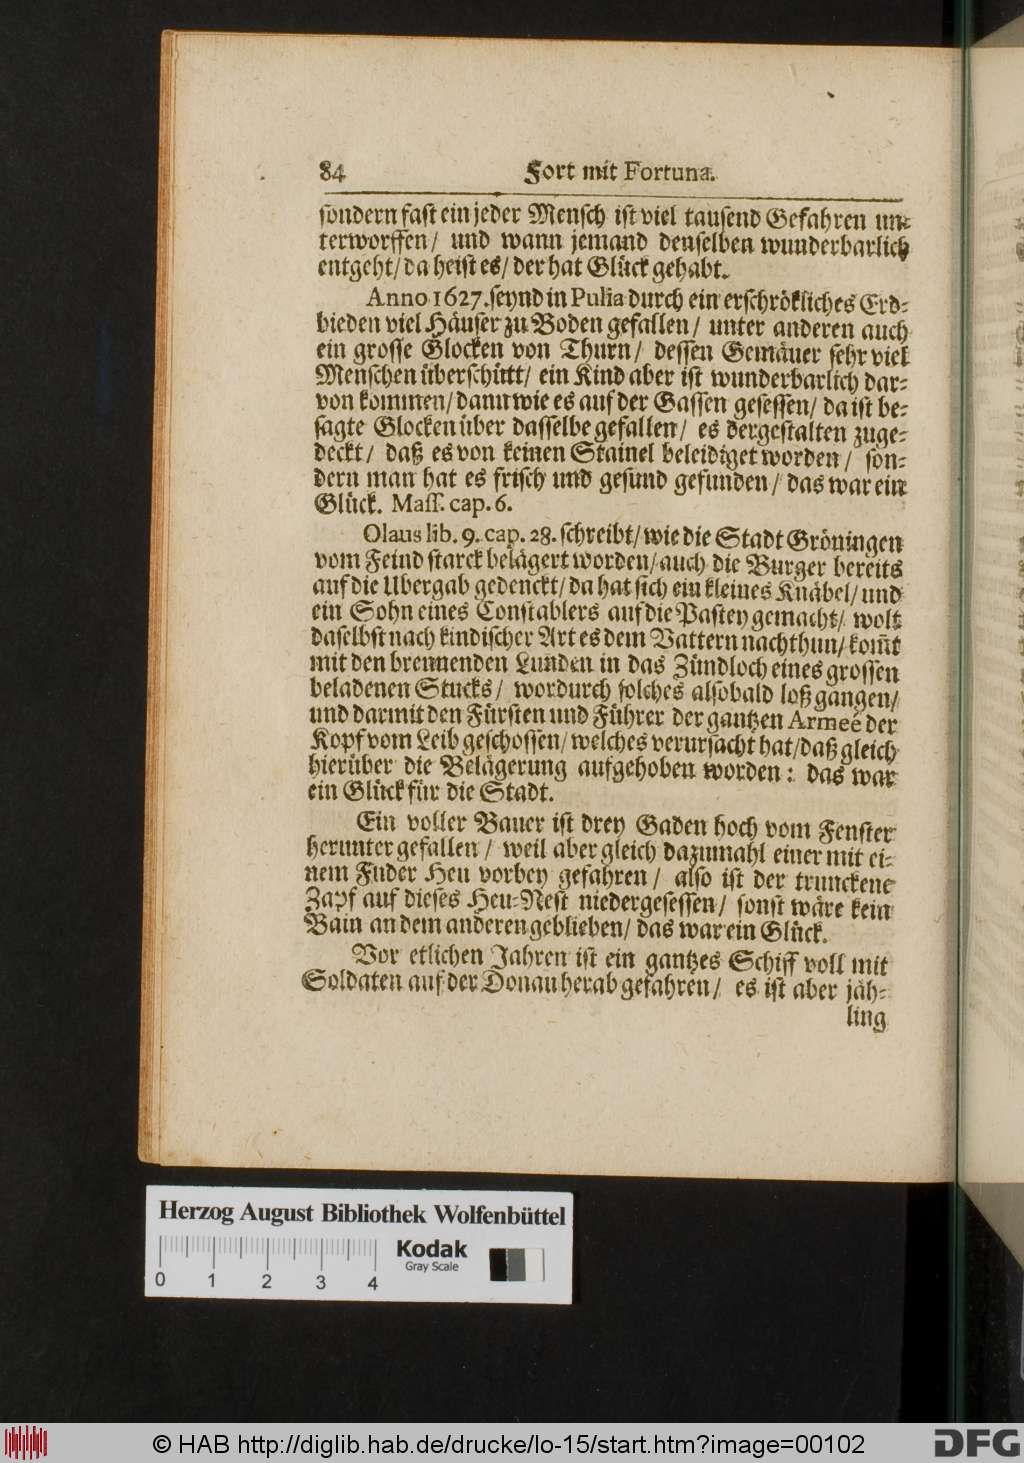 84 Fort mit Fortuna.
sondern fast ein jeder Mensch ist viel tausend Gefahren un-
terworffen/ und wann jemand denselben wunderbarlich
entgeht/ da heist es/ der hat Glück gehabt.
Anno 1627. seynd in Pulia durch ein erschrökliches Erd-
bieden viel Häuser zu Boden gefallen/ unter anderen auch
ein grosse Glocken von Thurn/ dessen Gemäuer sehr viel
Menschen überschütt/ ein Kind aber ist wunderbarlich dar-
von kommen/ dann wie es auf der Gassen gesessen/ da ist be-
sagte Glocken über dasselbe gefallen/ es dergestalten zuge-
deckt/ daß es von keinen Stainel beleidiget worden/ son-
dern man hat es frisch und gesund gefunden/ das war ein
Glück. Mass. cap. 6.
Olaus lib. 9. cap. 28. schreibt/ wie die Stadt Gröningen
vom Feind starck belägert worden/ auch die Burger bereits
auf die Ubergab gedenckt/ da hat sich ein kleines Knäbel/ und
ein Sohn eines Constablers auf die Pastey gemacht/ wolt
daselbst nach kindischer Art es dem Vattern nachthun/ kom̃t
mit den brennenden Lunden in das Zündloch eines grossen
beladenen Stucks/ wordurch solches alsobald loß gangen/
und darmit den Fürsten und Führer der gantzen Armeé der
Kopf vom Leib geschossen/ welches verursacht hat/ daß gleich
hierüber die Belägerung aufgehoben worden: das war
ein Glück für die Stadt.
Ein voller Bauer ist drey Gaden hoch vom Fenster
herunter gefallen/ weil aber gleich dazumahl einer mit ei-
nem Fuder Heu vorbey gefahren/ also ist der trunckene
Zapf auf dieses Heu-Nest niedergesessen/ sonst wäre kein
Bain an dem anderen geblieben/ das war ein Glück.
Vor etlichen Jahren ist ein gantzes Schiff voll mit
Soldaten auf der Donau herab gefahren/ es ist aber jäh-
ling
Herzog August Bibliothek Wolfenbüttel
Kodak
Gray Scale
0 1 2 3 4
© HAB http://diglib.hab.de/drucke/lo-15/start.htm?image=00102
DFG